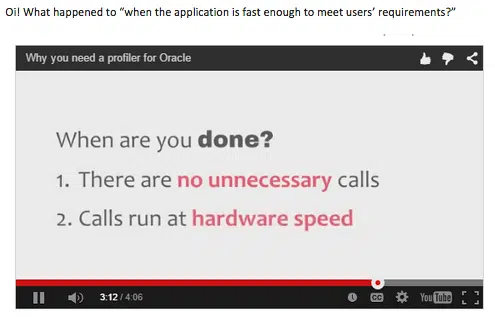 Oi! What happened to “when the application is fast enough to meet users’ requirements?”
Why you need a profiler for Oracle
When are you done?
1. There are no unnecessary calls
2. Calls run at hardware speed
3:12 / 4:06
CC
YouTube